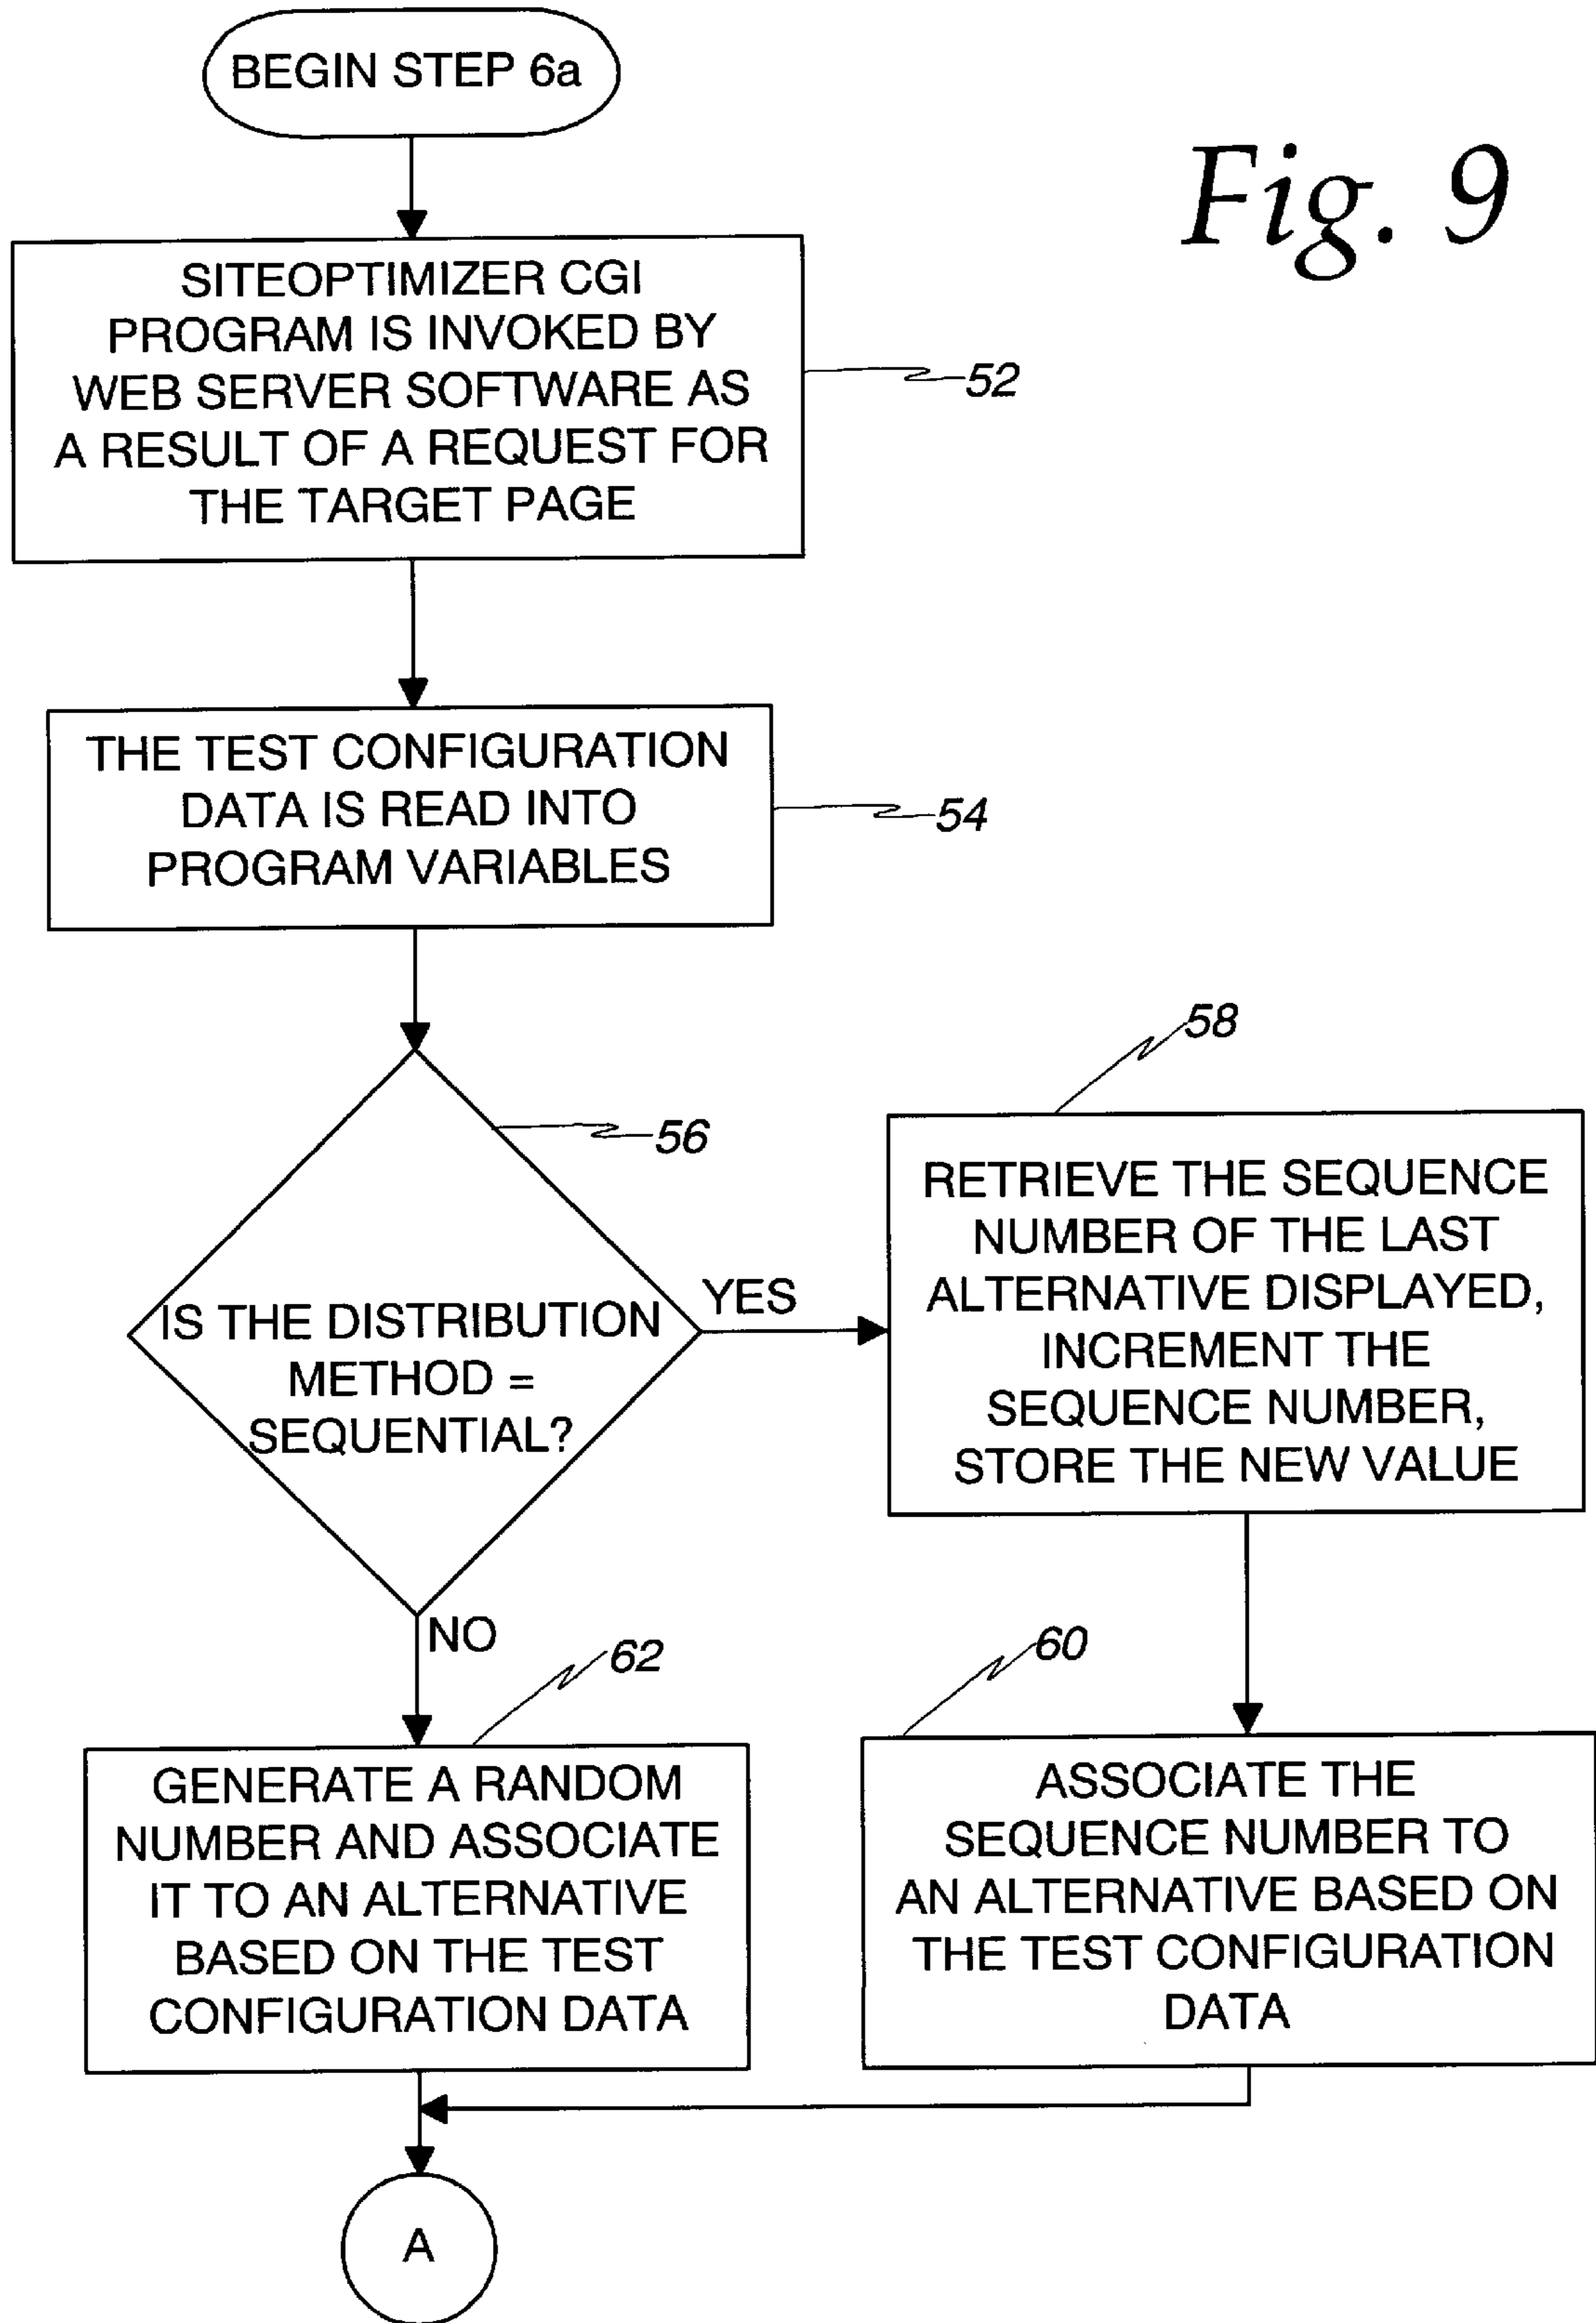 BEGIN STEP 6a
Fig. 9
SITEOPTIMIZER CGI
PROGRAM IS INVOKED BY
WEB SERVER SOFTWARE AS
A RESULT OF A REQUEST FOR
THE TARGET PAGE
52
THE TEST CONFIGURATION
DATA IS READ INTO
PROGRAM VARIABLES
54
56
IS THE DISTRIBUTION
METHOD =
SEQUENTIAL?
YES
58
RETRIEVE THE SEQUENCE
NUMBER OF THE LAST
ALTERNATIVE DISPLAYED,
INCREMENT THE
SEQUENCE NUMBER,
STORE THE NEW VALUE
NO
62
GENERATE A RANDOM
NUMBER AND ASSOCIATE
IT TO AN ALTERNATIVE
BASED ON THE TEST
CONFIGURATION DATA
60
ASSOCIATE THE
SEQUENCE NUMBER TO
AN ALTERNATIVE BASED ON
THE TEST CONFIGURATION
DATA
A